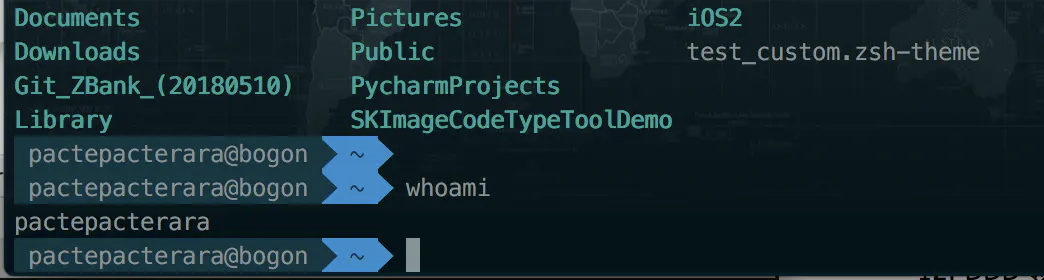 Documents Pictures iOS2
Downloads Public test_custom.zsh-theme
Git_ZBank_(20180510) PycharmProjects
Library SKImageCodeTypeToolDemo
pactepacterara@bogon ~
pactepacterara@bogon ~ whoami
pactepacterara
pactepacterara@bogon ~